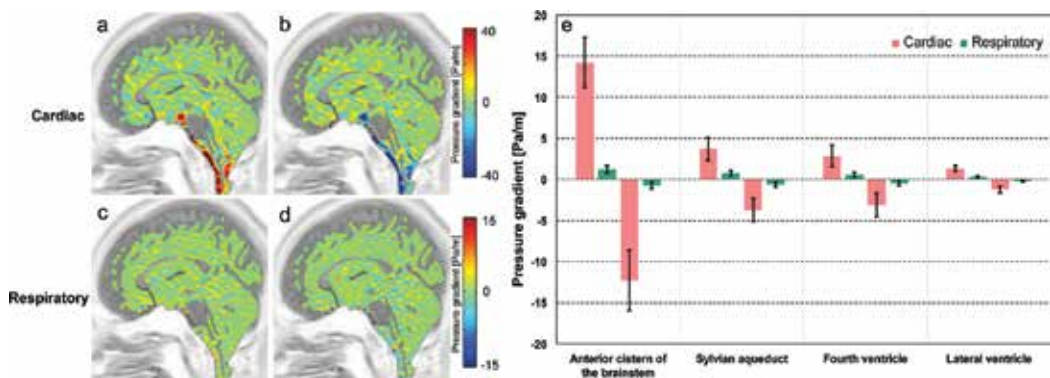 a
b
40
0
-40
Pressure gradient [Pa/m]
Cardiac
c
d
15
0
-15
Pressure gradient [Pa/m]
Respiratory
e
Cardiac
Respiratory
20
15
10
5
0
-5
-10
-15
-20
Pressure gradient [Pa/m]
Anterior cistern of
the brainstem
Sylvian aqueduct
Fourth ventricle
Lateral ventricle